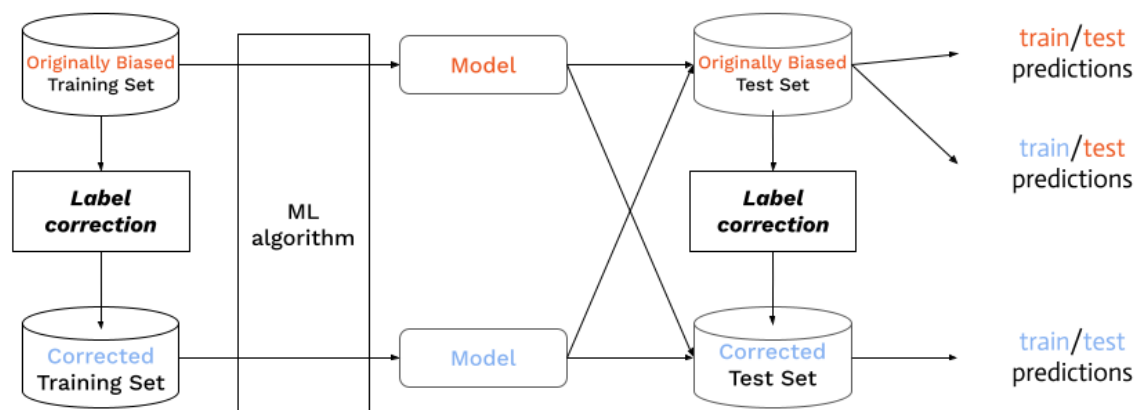 Originally Biased
Training Set
Label
correction
Corrected
Training Set
ML
algorithm
Model
Model
Originally Biased
Test Set
Label
correction
Corrected
Test Set
train/test
predictions
train/test
predictions
train/test
predictions